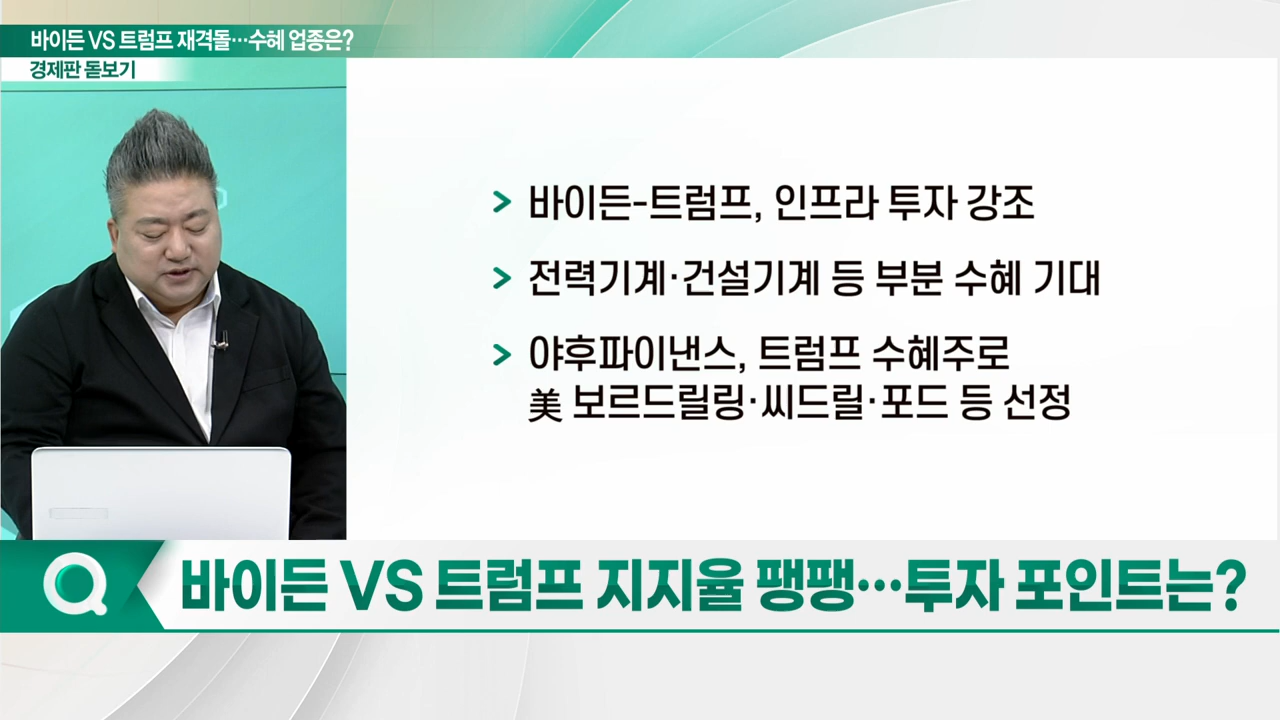 바이든 VS 트럼프 재격돌…수혜 업종은?
경제판 돋보기
> 바이든-트럼프, 인프라 투자 강조
> 전력기계·건설기계 등 부분 수혜 기대
> 야후파이낸스, 트럼프 수혜주로
美 보르드릴링·씨드릴·포드 등 선정
바이든 VS 트럼프 지지율 팽팽…투자 포인트는?